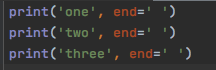 print('one', end=' ')
print('two', end=' ')
print('three', end=' ')